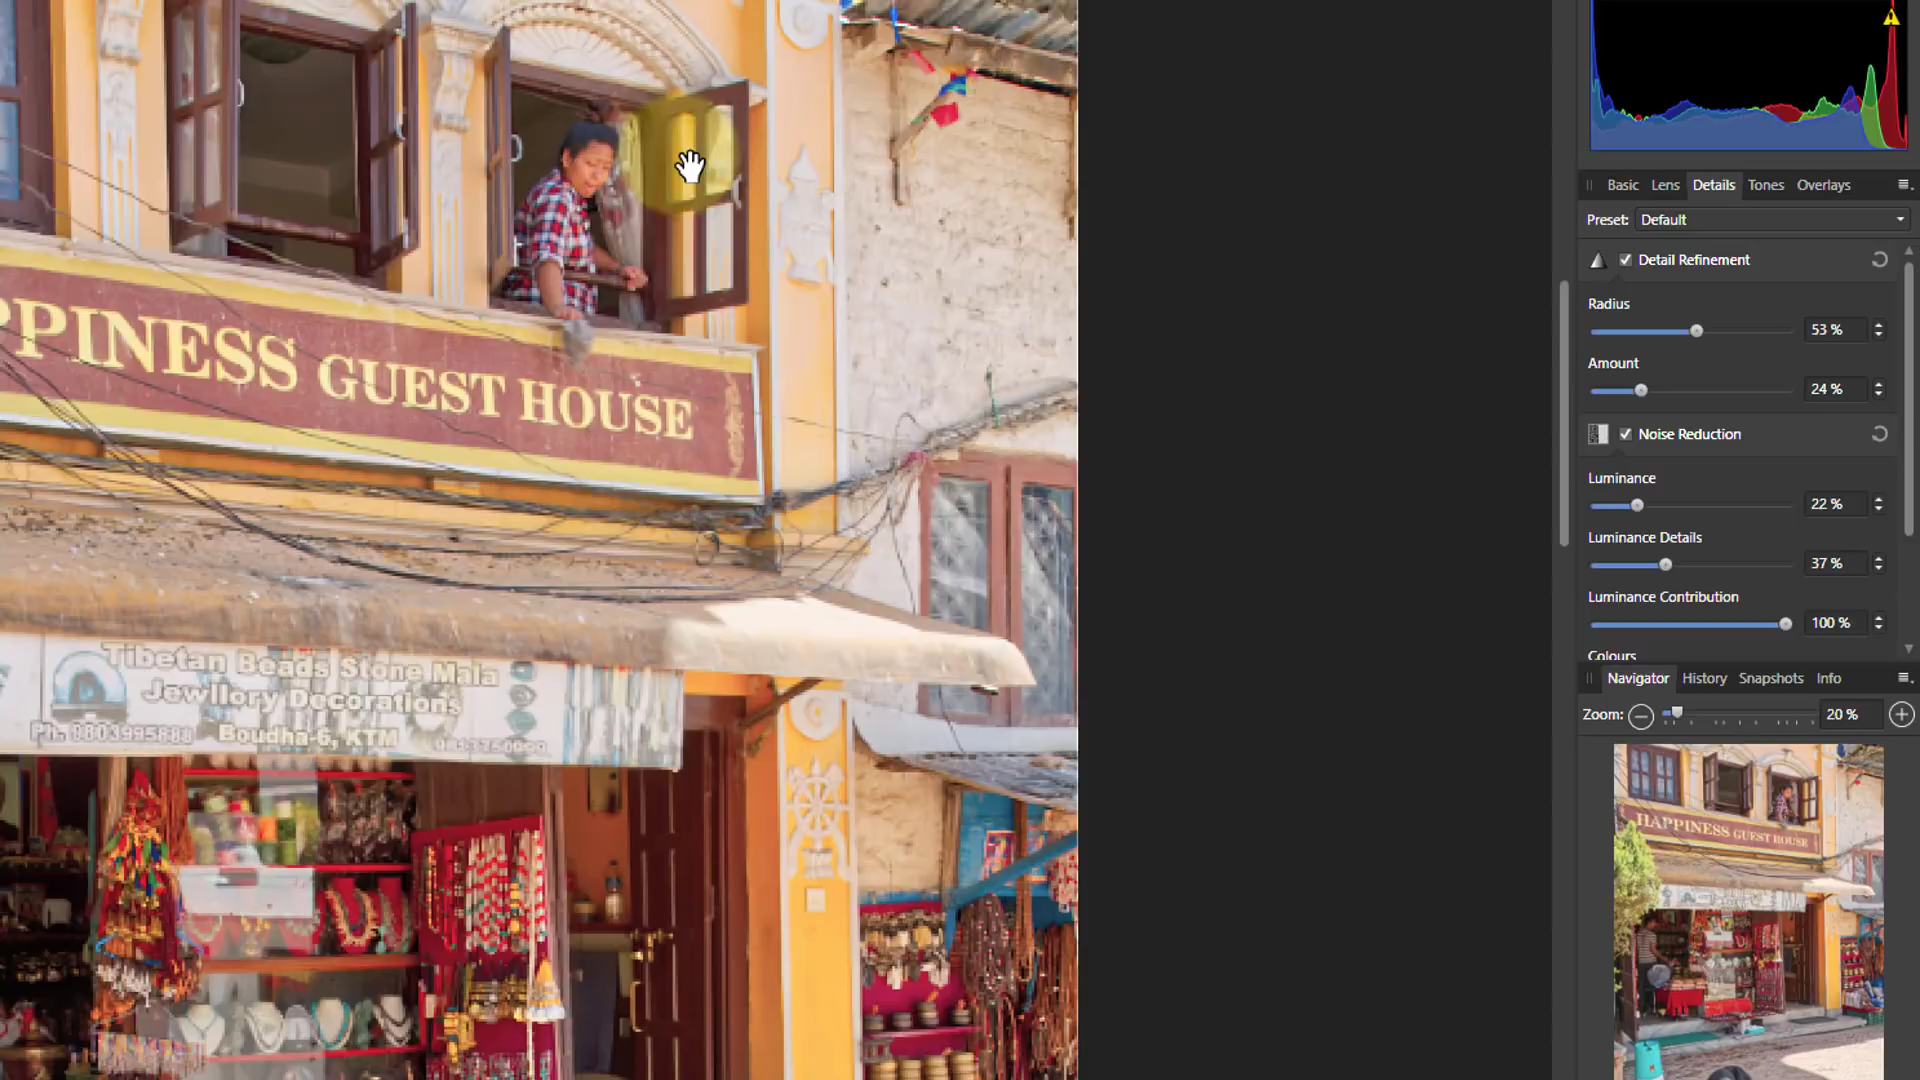 PPINESS GUEST HOUSE
Tibetan Beads Stone Mala
Jewllory Decorations
Ph. 9803995888
Boudha-6, KTM
Basic Lens Details Tones Overlays
Preset: Default
Detail Refinement
Radius
53 %
Amount
24 %
Noise Reduction
Luminance
22 %
Luminance Details
37 %
Luminance Contribution
100 %
Colours
Navigator History Snapshots Info
Zoom: 20 %
HAPPINESS GUEST HOUSE